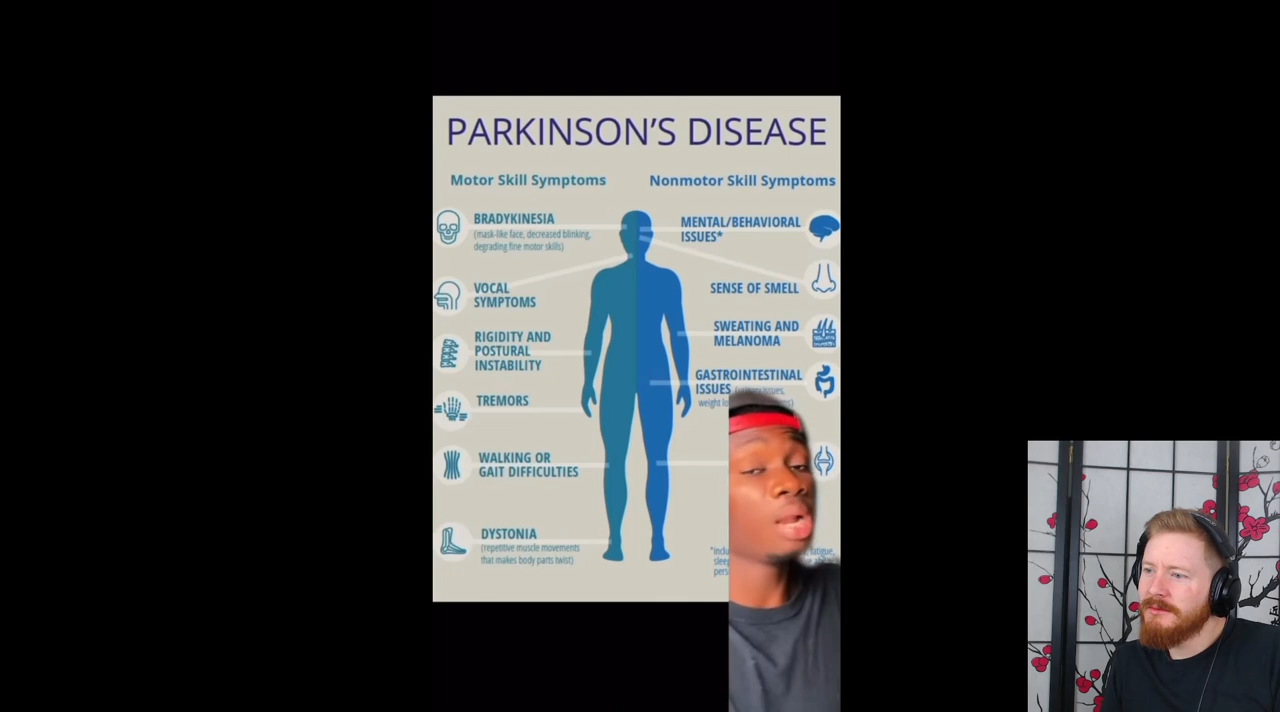 PARKINSON'S DISEASE
Motor Skill Symptoms
BRADYKINESIA
(mask-like face, decreased blinking,
degrading fine motor skills)
VOCAL
SYMPTOMS
RIGIDITY AND
POSTURAL
INSTABILITY
TREMORS
WALKING OR
GAIT DIFFICULTIES
DYSTONIA
(repetitive muscle movements
that makes body parts twist)
Nonmotor Skill Symptoms
MENTAL/BEHAVIORAL
ISSUES*
SENSE OF SMELL
SWEATING AND
MELANOMA
GASTROINTESTINAL
ISSUES
weight
fatigue,